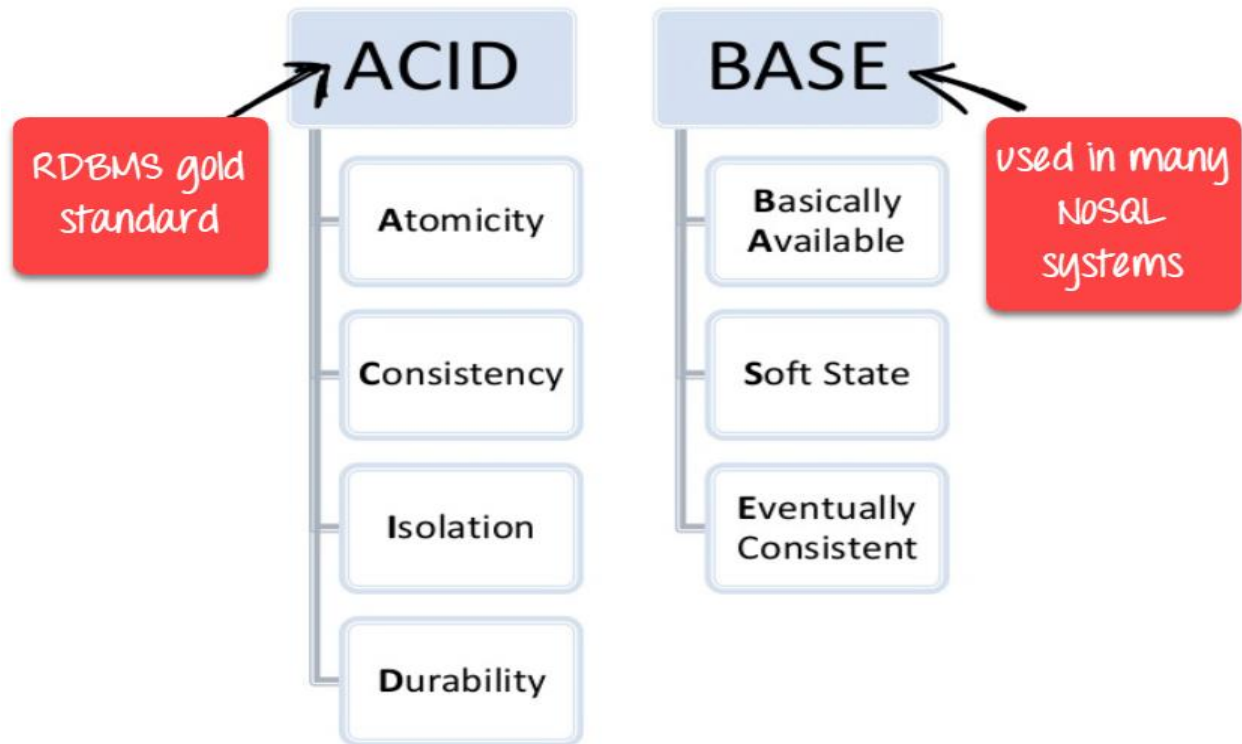 ACID
BASE
RDBMS gold
standard
used in many
NoSQL
systems
Atomicity
Consistency
Isolation
Durability
Basically
Available
Soft State
Eventually
Consistent